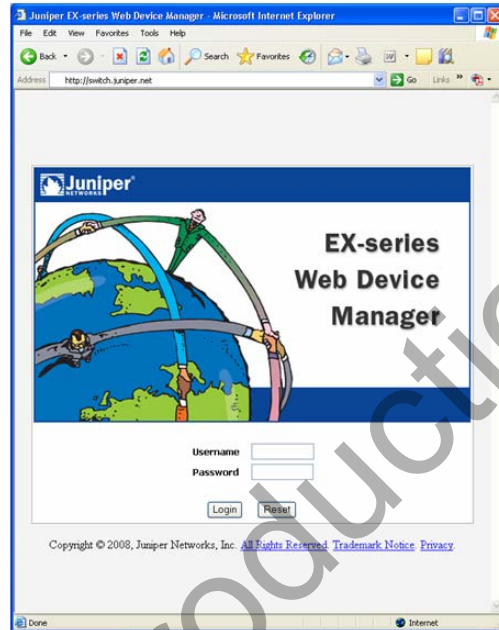 Juniper EX-series Web Device Manager - Microsoft Internet Explorer
File Edit View Favorites Tools Help
Back Search Favorites
Address http://switch.juniper.net Go Links »
Juniper®
NETWORKS
EX-series
Web Device
Manager
Username
Password
Login Reset
Copyright © 2008, Juniper Networks, Inc. All Rights Reserved. Trademark Notice. Privacy.
Done Internet